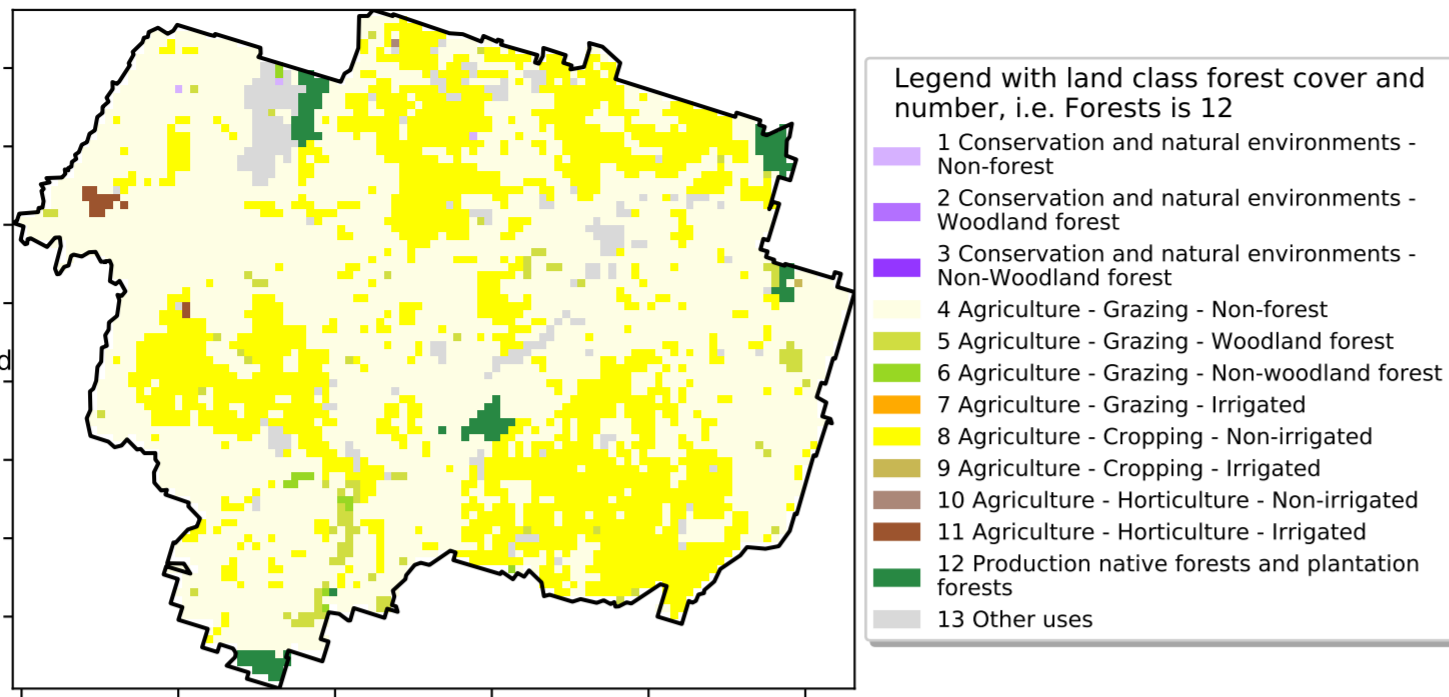 d
Legend with land class forest cover and
number, i.e. Forests is 12
1 Conservation and natural environments -
Non-forest
2 Conservation and natural environments -
Woodland forest
3 Conservation and natural environments -
Non-Woodland forest
4 Agriculture - Grazing - Non-forest
5 Agriculture - Grazing - Woodland forest
6 Agriculture - Grazing - Non-woodland forest
7 Agriculture - Grazing - Irrigated
8 Agriculture - Cropping - Non-irrigated
9 Agriculture - Cropping - Irrigated
10 Agriculture - Horticulture - Non-irrigated
11 Agriculture - Horticulture - Irrigated
12 Production native forests and plantation
forests
13 Other uses